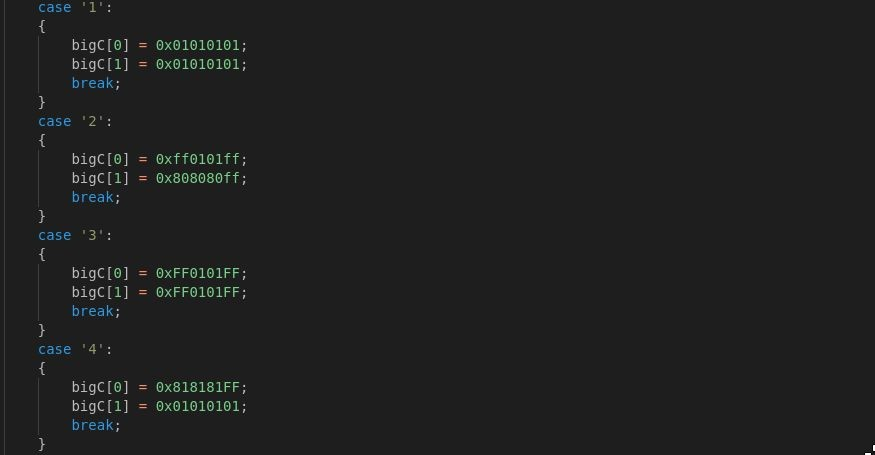 case '1':
{
bigC[0] = 0x01010101;
bigC[1] = 0x01010101;
break;
}
case '2':
{
bigC[0] = 0xff0101ff;
bigC[1] = 0x808080ff;
break;
}
case '3':
{
bigC[0] = 0xFF0101FF;
bigC[1] = 0xFF0101FF;
break;
}
case '4':
{
bigC[0] = 0x818181FF;
bigC[1] = 0x01010101;
break;
}